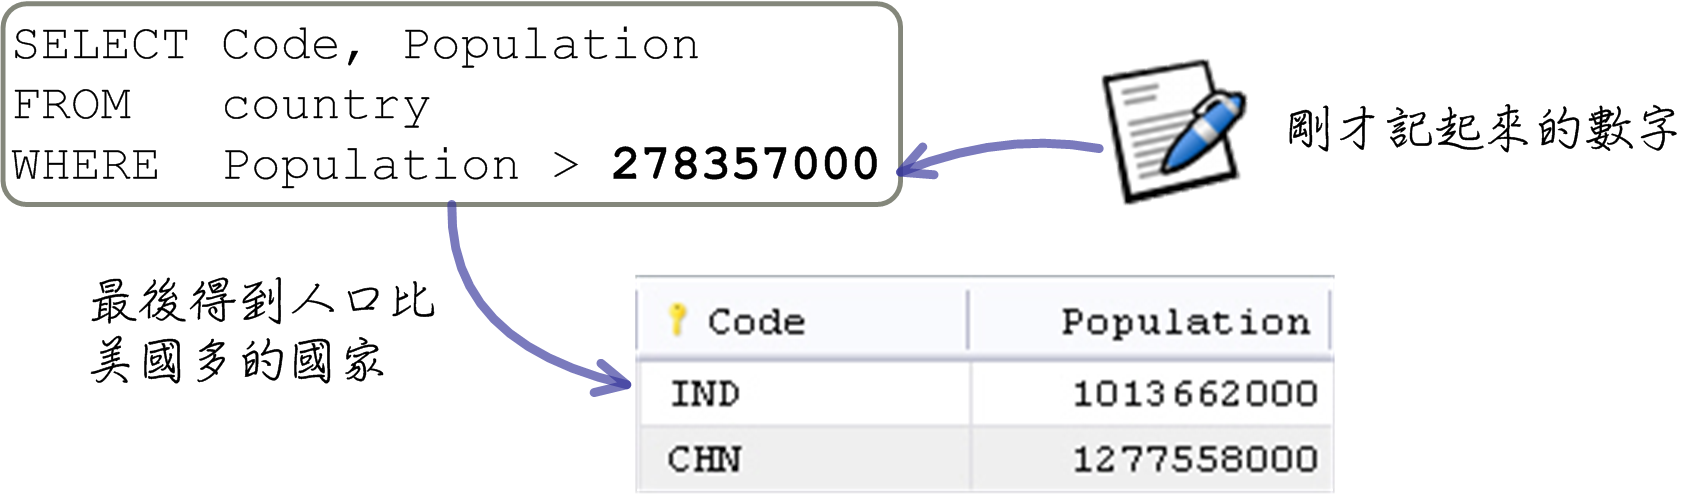 SELECT Code, Population
FROM country
WHERE Population > 278357000
剛才記起來的數字
最後得到人口比
美國多的國家
Code Population
IND 1013662000
CHN 1277558000